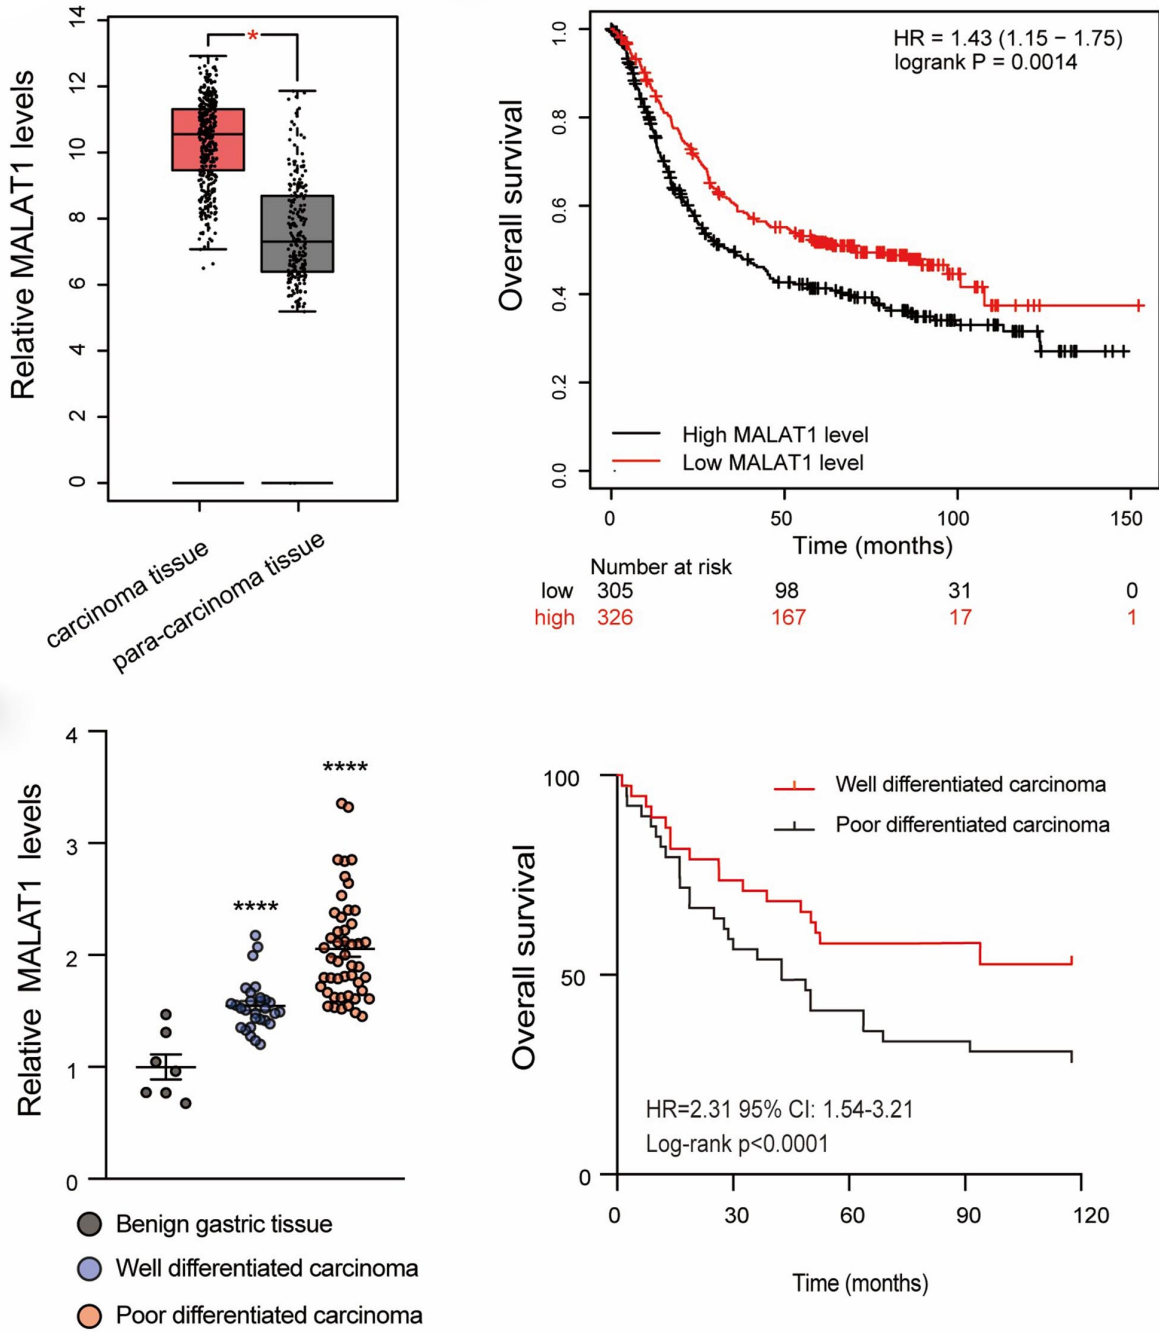 Relative MALAT1 levels
14
12
10
8
6
4
2
0
*
carcinoma tissue
para-carcinoma tissue
Overall survival
1.0
0.8
0.6
0.4
0.2
0.0
HR = 1.43 (1.15 − 1.75)
logrank P = 0.0014
High MALAT1 level
Low MALAT1 level
0 50 100 150
Time (months)
Number at risk
low 305 98 31 0
high 326 167 17 1
Relative MALAT1 levels
4
3
2
1
0
****
****
Benign gastric tissue
Well differentiated carcinoma
Poor differentiated carcinoma
Overall survival
100
50
0
Well differentiated carcinoma
Poor differentiated carcinoma
HR=2.31 95% CI: 1.54-3.21
Log-rank p<0.0001
0 30 60 90 120
Time (months)